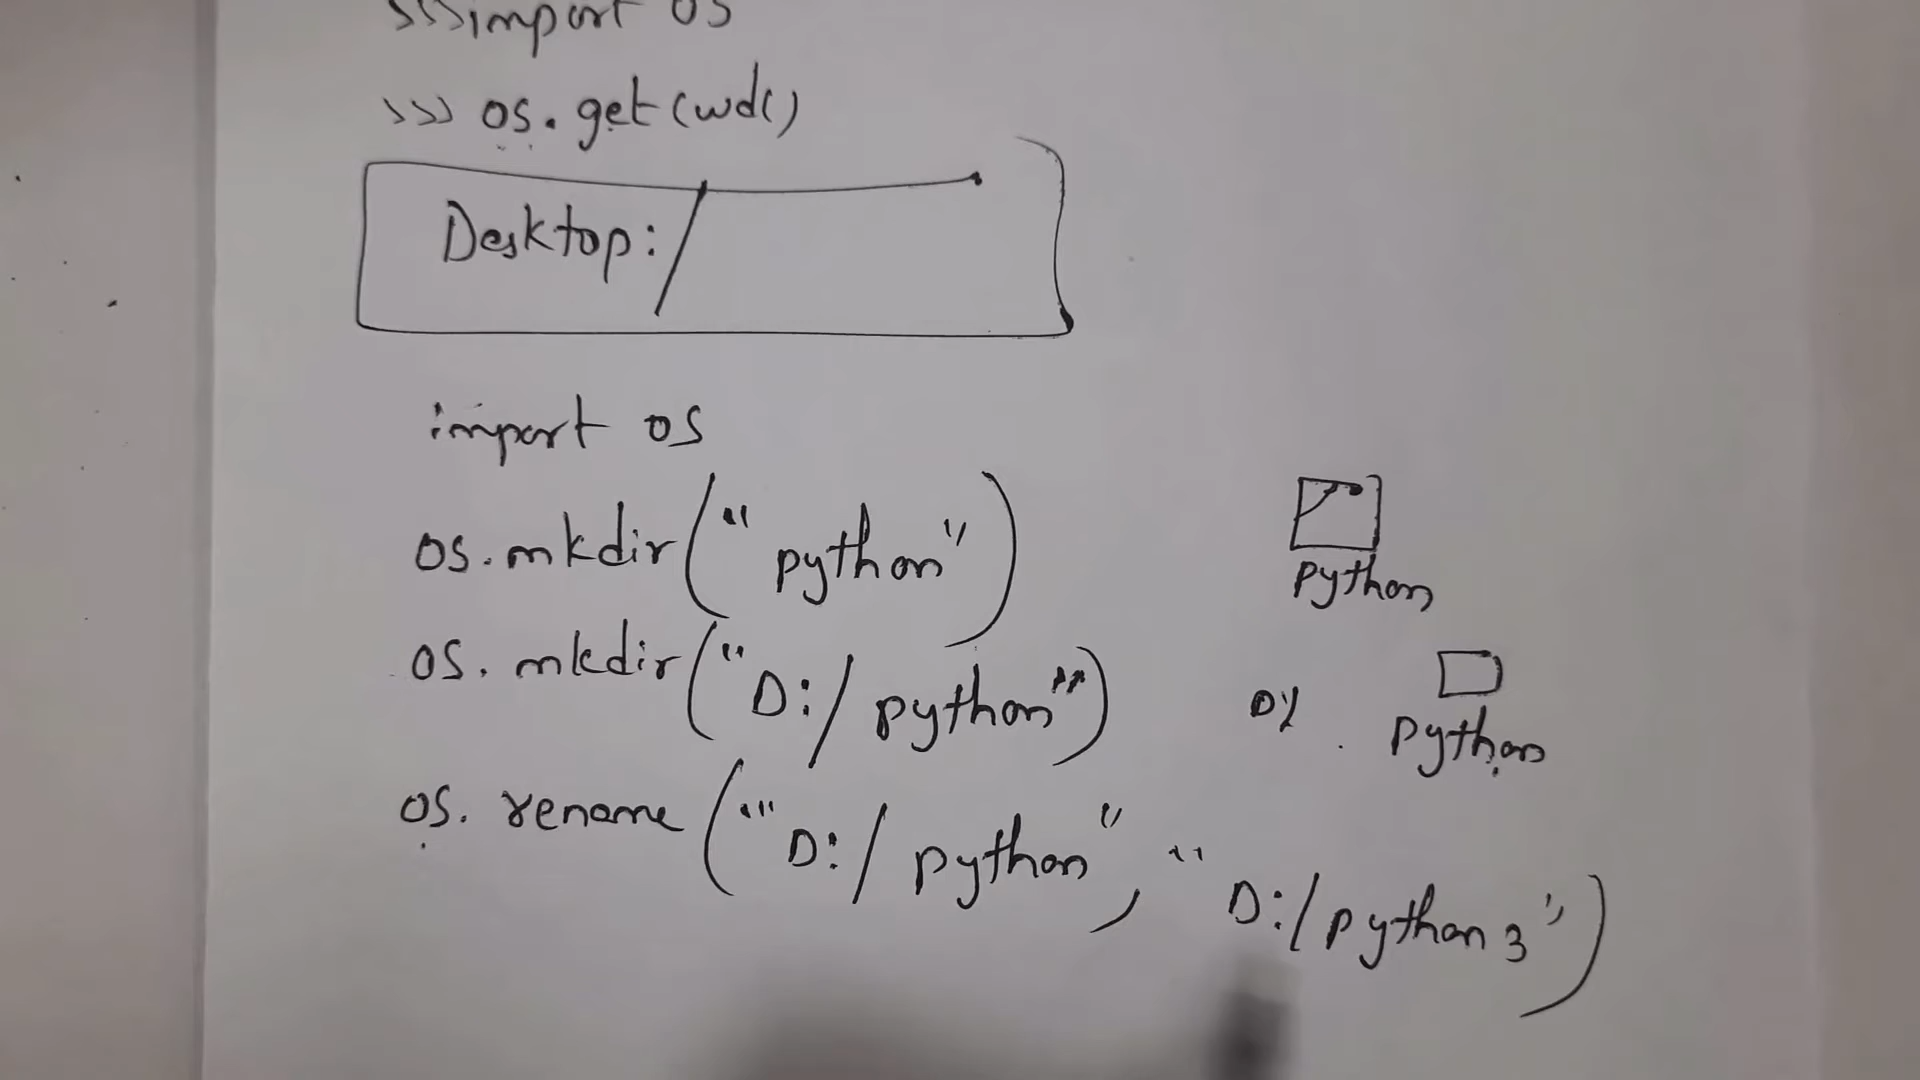 >>>import os
>>> os.getcwd()
Desktop:/
import os
os.mkdir("python")
python
os.mkdir("D:/python")
D:/
python
os.rename("D:/python", "D:/python3")